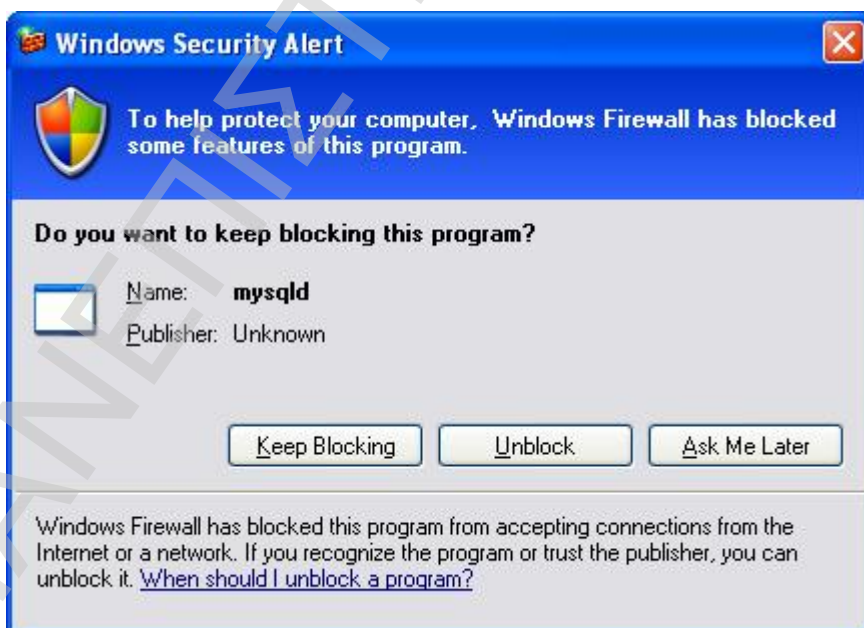 Windows Security Alert
To help protect your computer, Windows Firewall has blocked
some features of this program.
Do you want to keep blocking this program?
Name: mysqld
Publisher: Unknown
Keep Blocking Unblock Ask Me Later
Windows Firewall has blocked this program from accepting connections from the
Internet or a network. If you recognize the program or trust the publisher, you can
unblock it. When should I unblock a program?